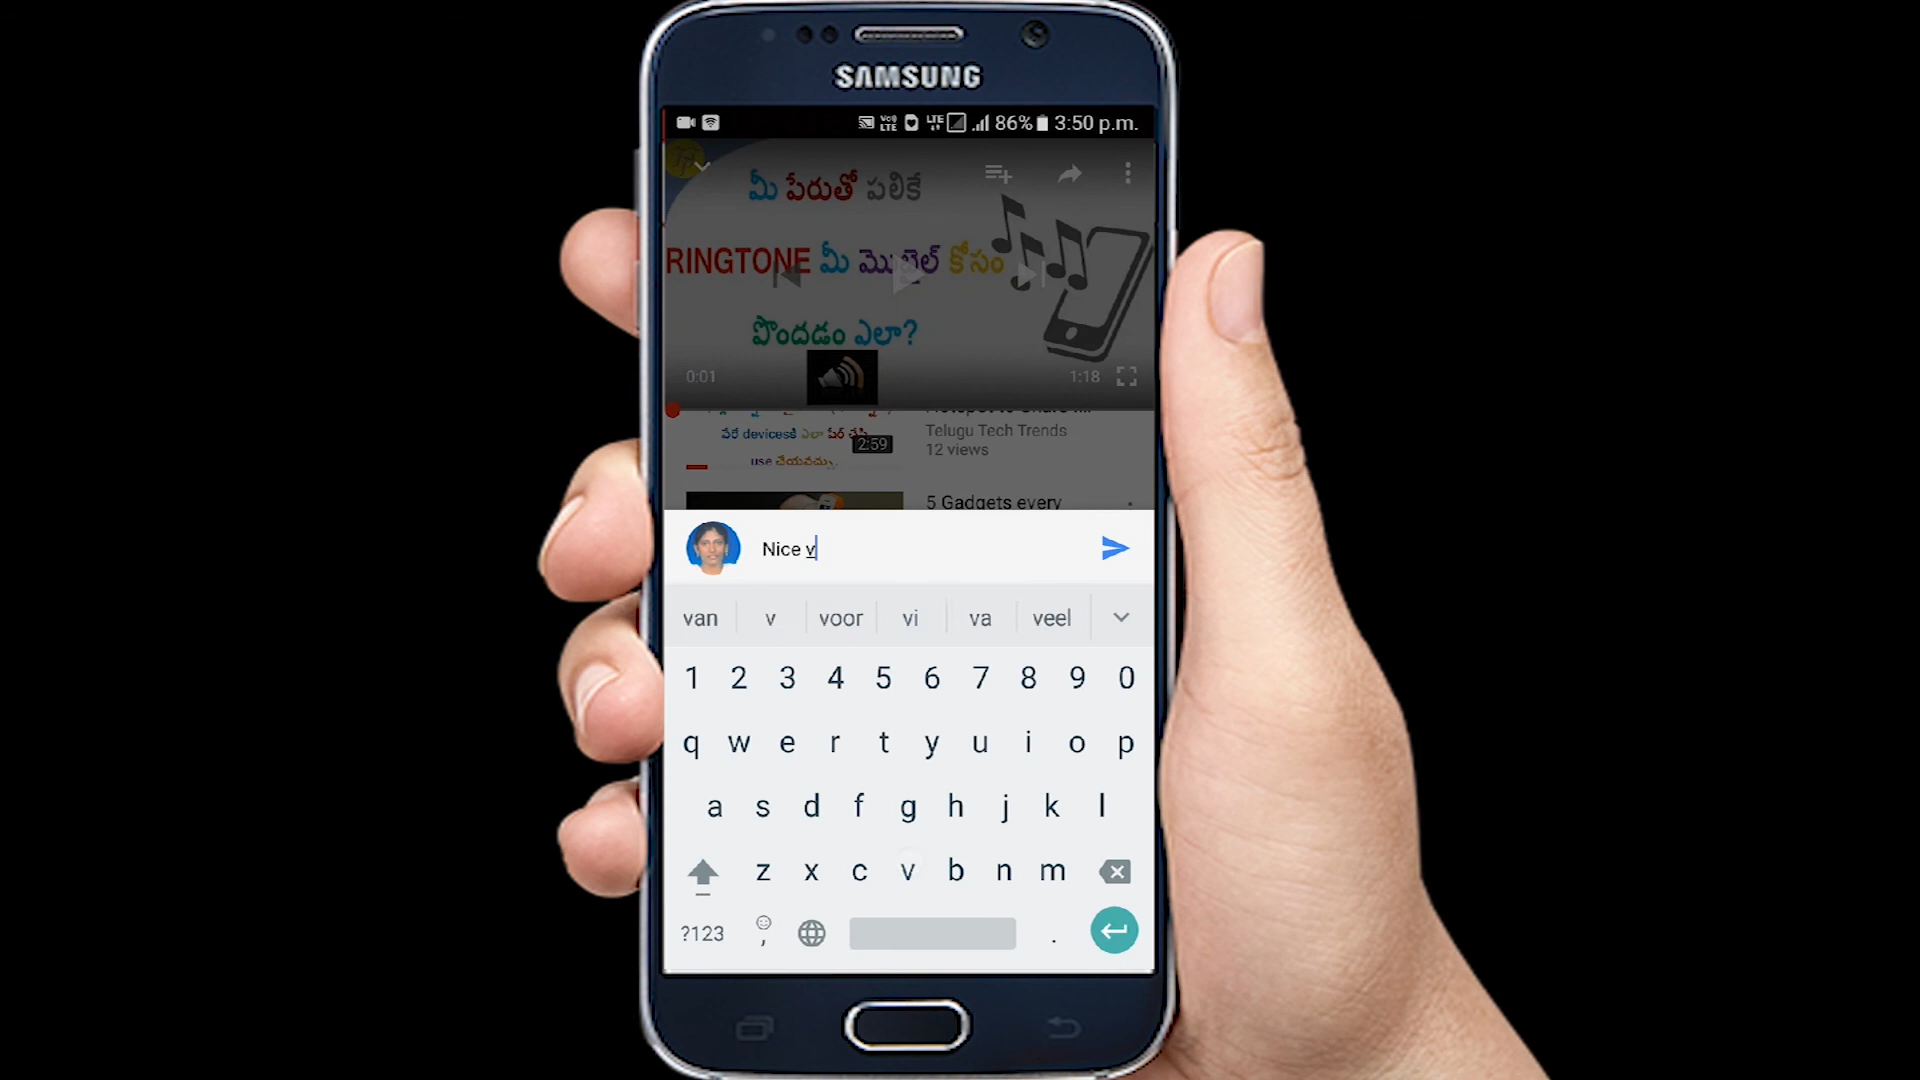 SAMSUNG
VoLTE LTE 86% 3:50 p.m.
మీ పేరుతో పలికే
RINGTONE మీ మొబైల్ కోసం
పొందడం ఎలా?
0:01 1:18
వేరే devicesకి ఎలా షేర్ చేసి
2:59
use చేయవచ్చు.
Telugu Tech Trends
12 views
5 Gadgets every
Nice v
van v voor vi va veel
1 2 3 4 5 6 7 8 9 0
q w e r t y u i o p
a s d f g h j k l
z x c v b n m
?123 , .